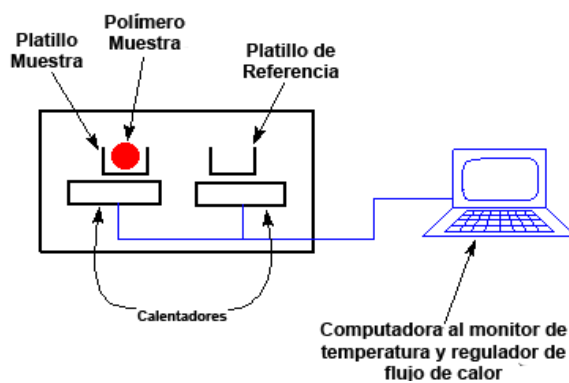 Platillo
Muestra
Polímero
Muestra
Platillo de
Referencia
Calentadores
Computadora al monitor de
temperatura y regulador de
flujo de calor